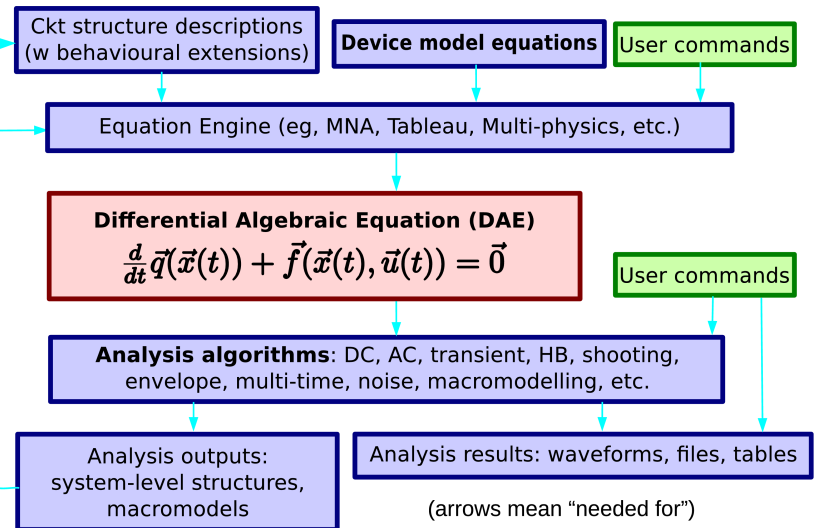 Ckt structure descriptions
(w behavioural extensions)
Device model equations
User commands
Equation Engine (eg, MNA, Tableau, Multi-physics, etc.)
Differential Algebraic Equation (DAE)
d/dt q⃗(x⃗(t)) + f⃗(x⃗(t), u⃗(t)) = 0⃗
User commands
Analysis algorithms: DC, AC, transient, HB, shooting,
envelope, multi-time, noise, macromodelling, etc.
Analysis outputs:
system-level structures,
macromodels
Analysis results: waveforms, files, tables
(arrows mean “needed for”)